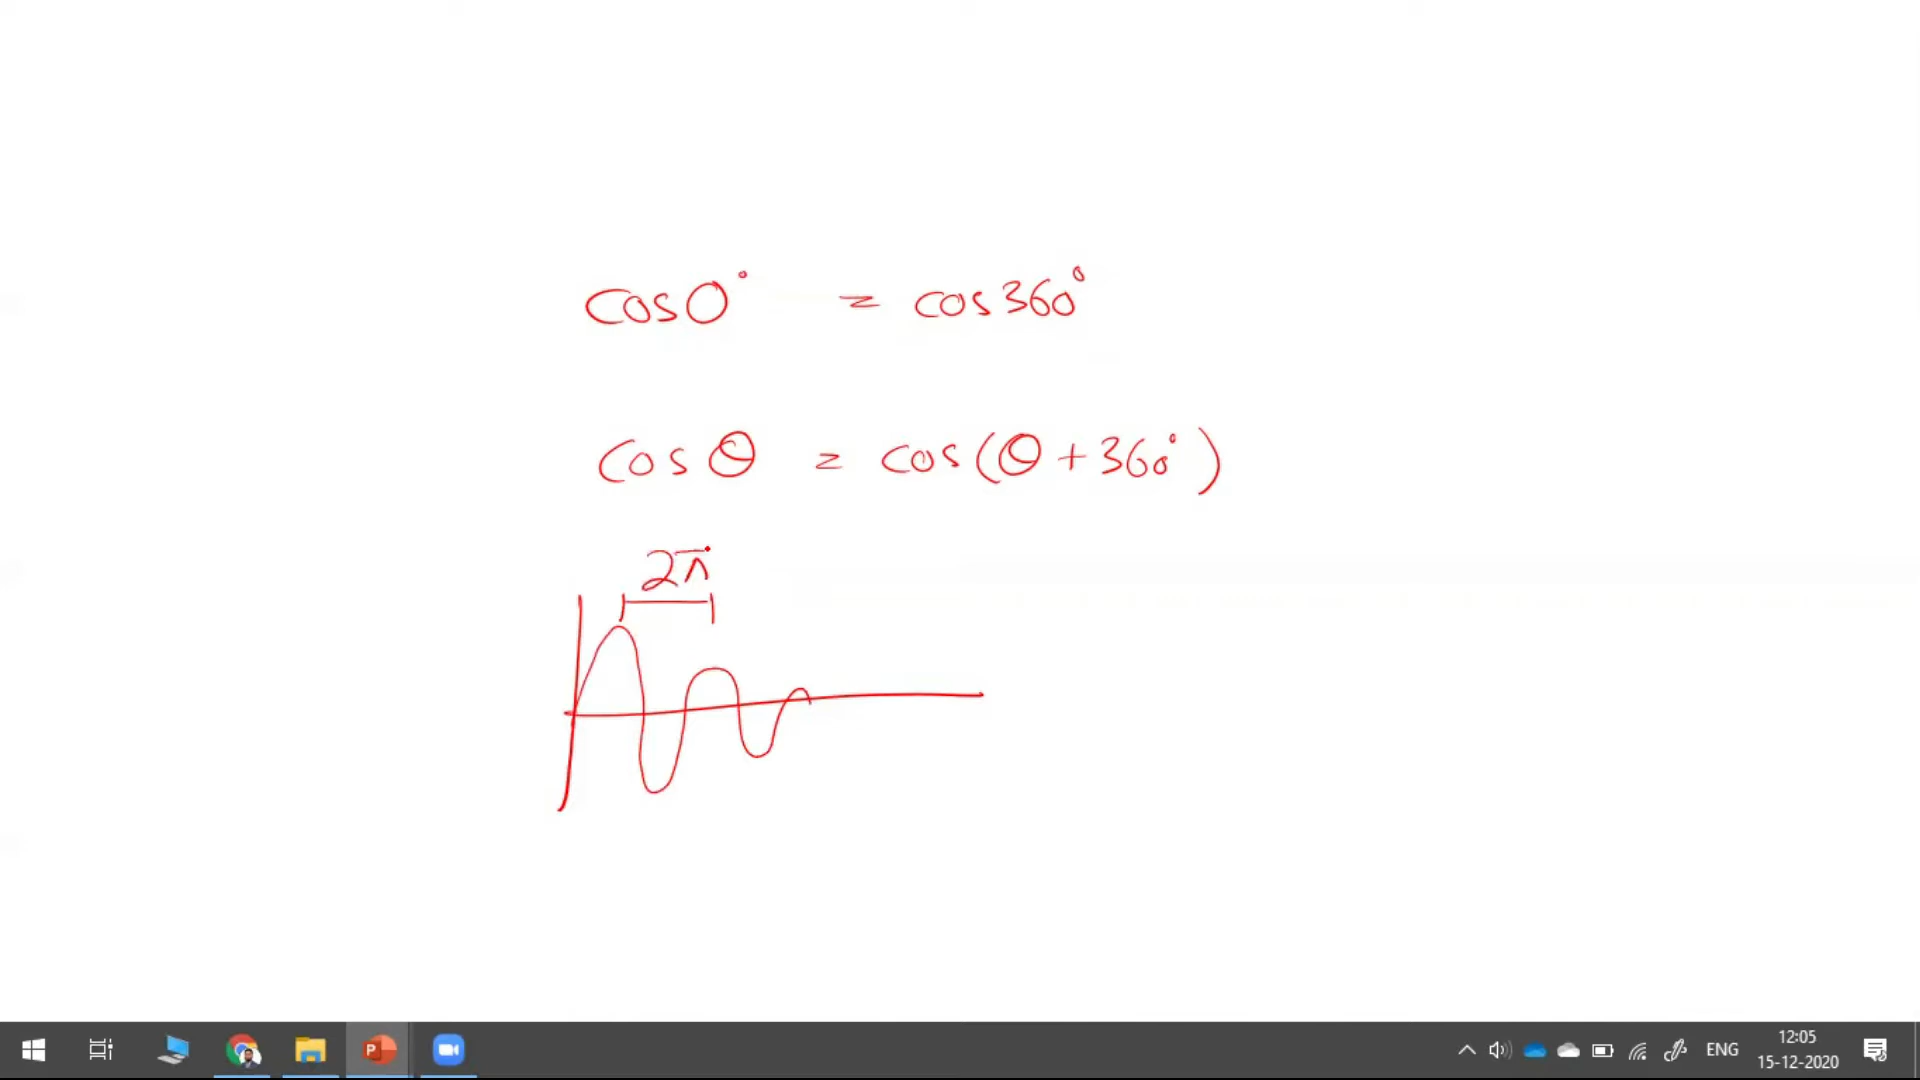 cos0° = cos360°
cosθ = cos(θ+360°)
2π
P
ENG
12:05
15-12-2020